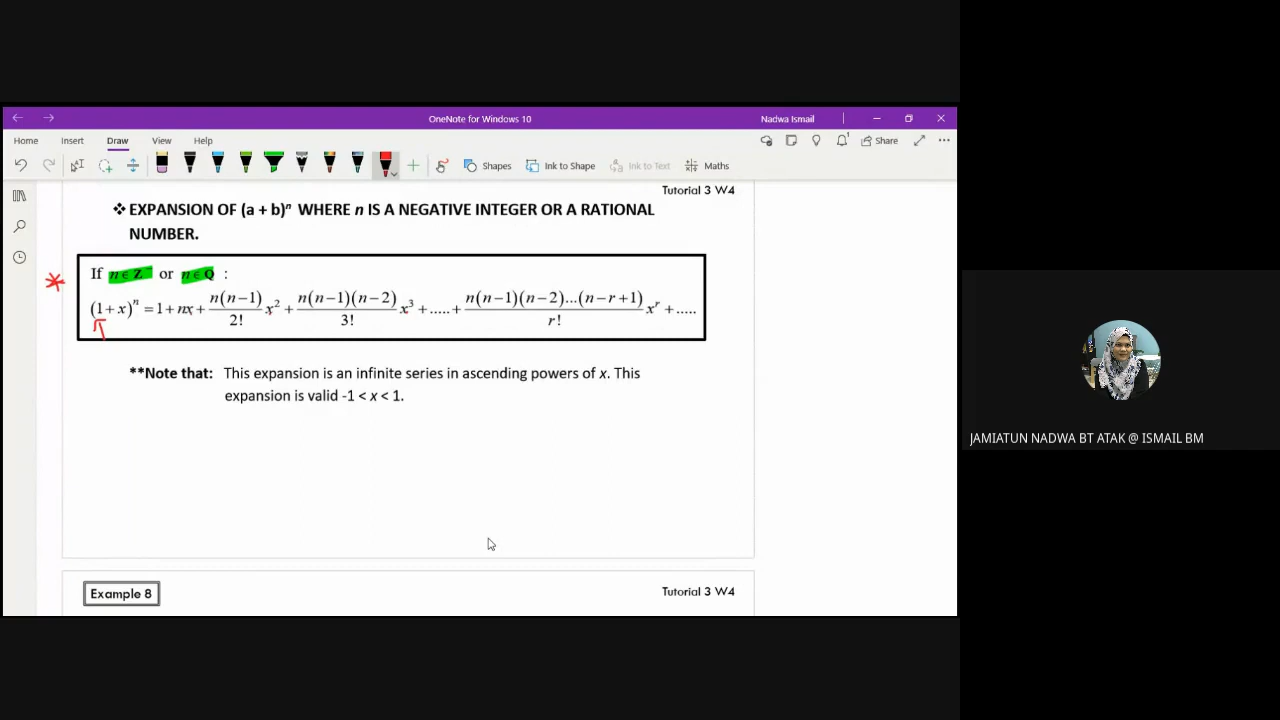 OneNote for Windows 10
Nadwa Ismail
Home Insert Draw View Help
Share
Shapes Ink to Shape Ink to Text Maths
Tutorial 3 W4
❖ EXPANSION OF (a + b)ⁿ WHERE n IS A NEGATIVE INTEGER OR A RATIONAL
NUMBER.
If n ∈ Z⁻ or n ∈ Q :
(1 + x)ⁿ = 1 + nx + n(n−1)/2! x² + n(n−1)(n−2)/3! x³ + ..... + n(n−1)(n−2)...(n−r+1)/r! xʳ + .....
**Note that: This expansion is an infinite series in ascending powers of x. This
expansion is valid -1 < x < 1.
Example 8
Tutorial 3 W4
JAMIATUN NADWA BT ATAK @ ISMAIL BM